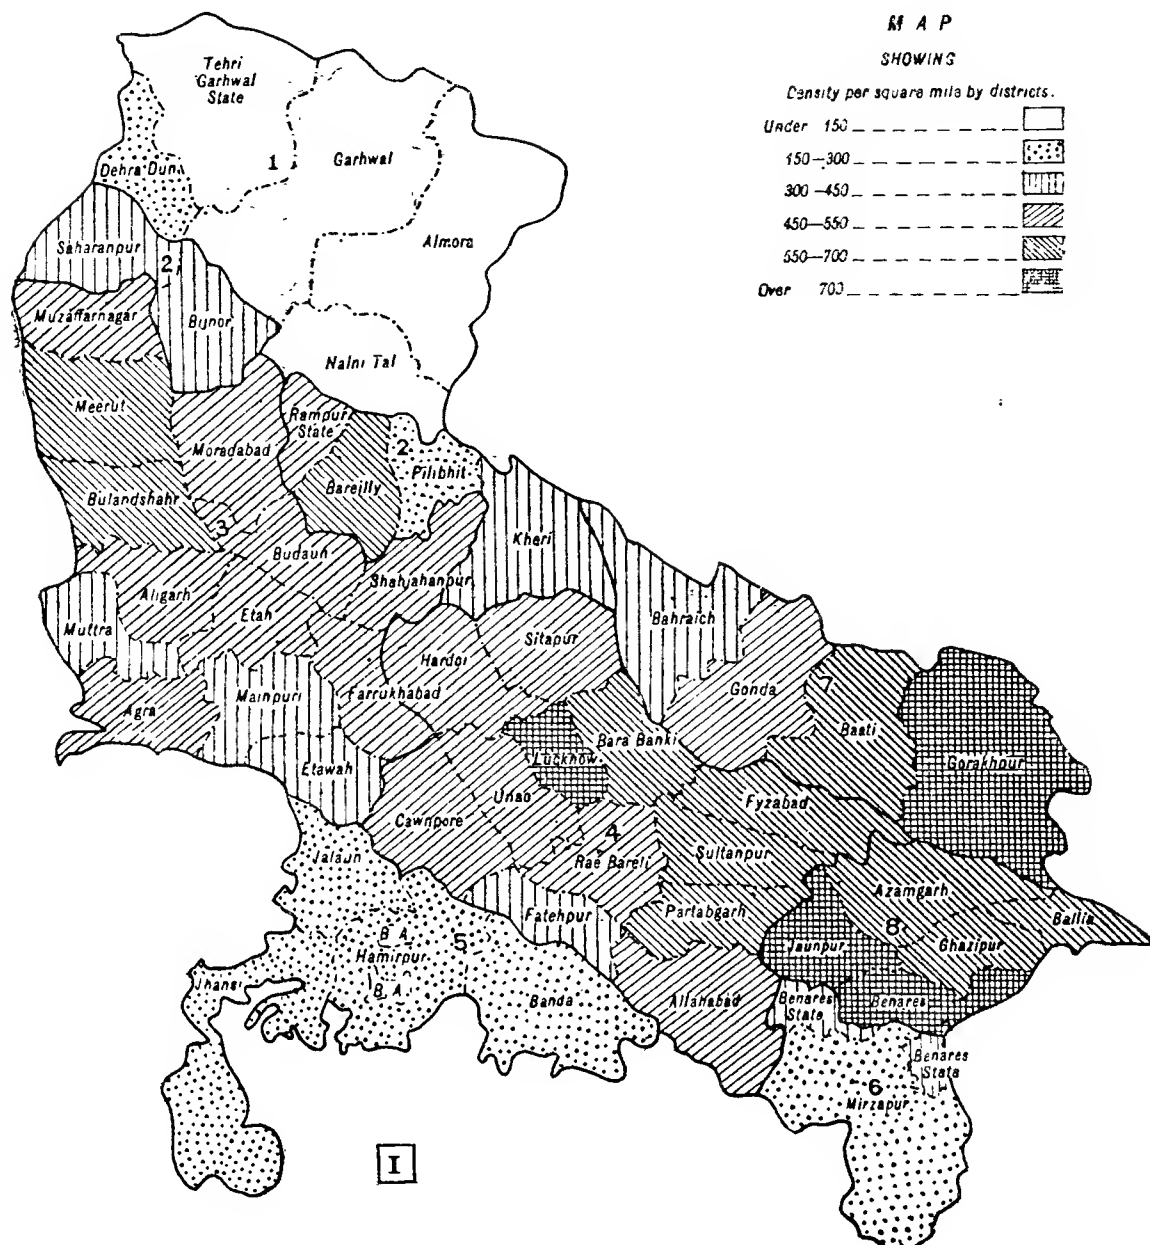 MAP
SHOWING
Density per square mile by districts.
Under 150
150—300
300—450
450—550
550—700
Over 700
Tehri
Garhwal
State
1
Garhwal
Dehra Dun
Almora
Saharanpur
2
Muzaffarnagar
Bijnor
Naini Tal
Meerut
Rampur
State
Moradabad
2
Pilibhit
Bareilly
Bulandshahr
3
Budaun
Kheri
Shahjahanpur
Aligarh
Etah
Muttra
Bahraich
Sitapur
Hardoi
Farrukhabad
Mainpuri
Agra
Gonda
7
Basti
Bara Banki
Lucknow
Gorakhpur
Etawah
Unao
Cawnpore
Fyzabad
4
Rae Bareli
Sultanpur
Jalaun
Azamgarh
Fatehpur
Partabgarh
8
Ballia
Ghazipur
Jaunpur
B A
5
Hamirpur
B A
Jhansi
Banda
Allahabad
Benares
State
Benares
Benares
State
6
Mirzapur
I